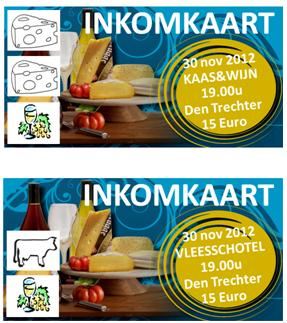 INKOMKAART
30 nov 2012
KAAS&WIJN
19.00u
Den Trechter
15 Euro
INKOMKAART
30 nov 2012
VLEESSCHOTEL
19.00u
Den Trechter
15 Euro